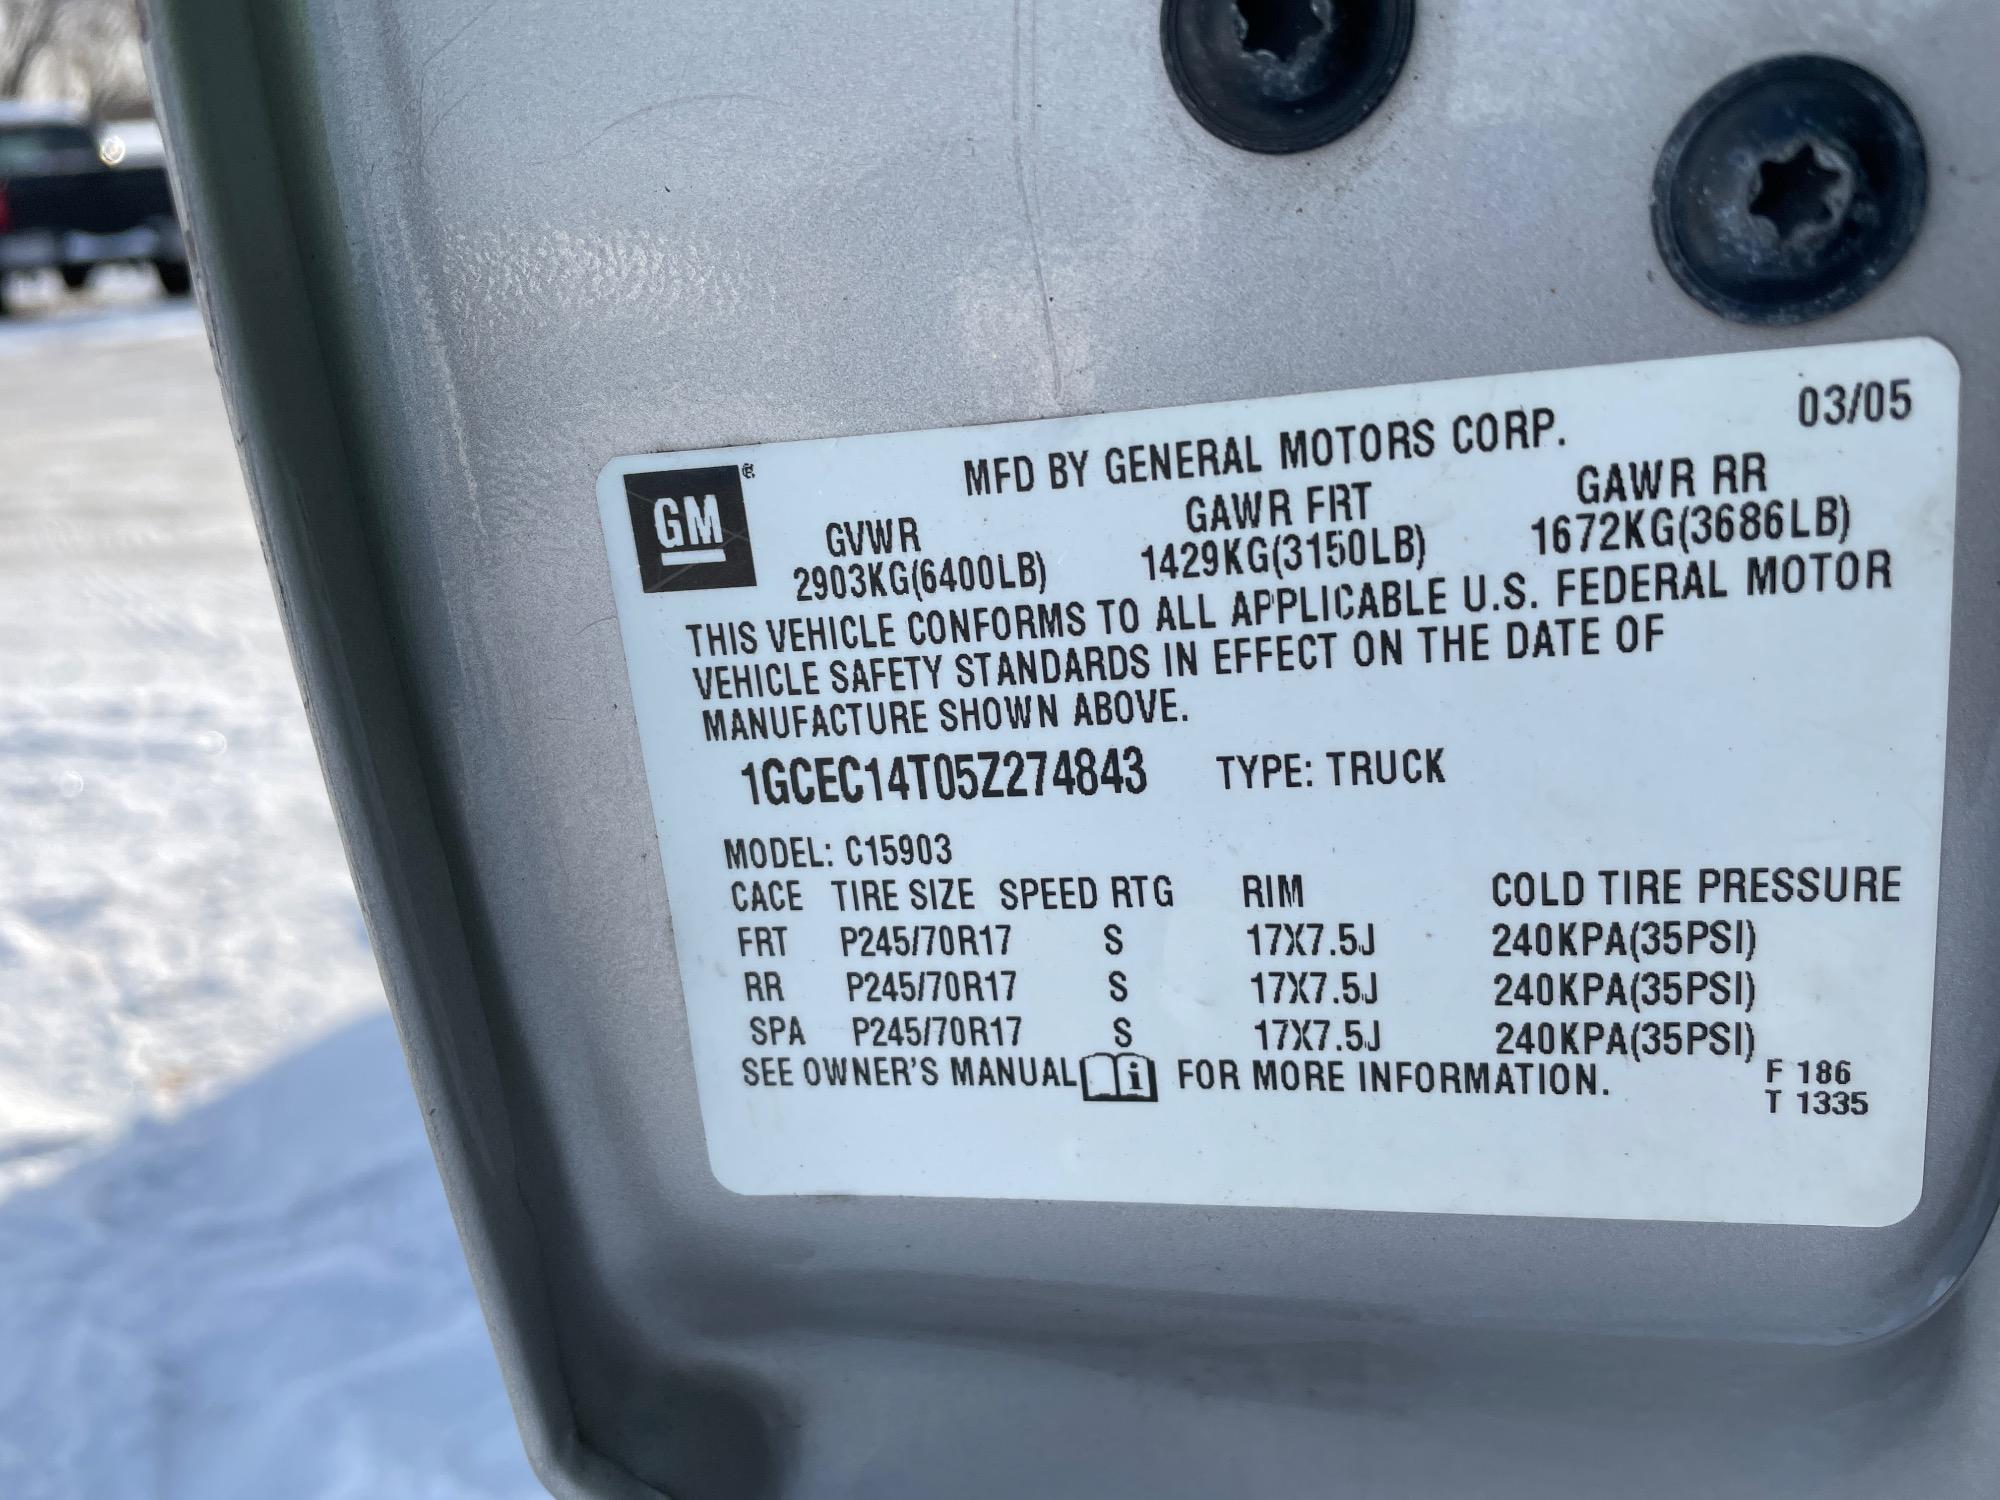 03/05
GM ®
MFD BY GENERAL MOTORS CORP.
GVWR GAWR FRT GAWR RR
2903KG(6400LB) 1429KG(3150LB) 1672KG(3686LB)
THIS VEHICLE CONFORMS TO ALL APPLICABLE U.S. FEDERAL MOTOR
VEHICLE SAFETY STANDARDS IN EFFECT ON THE DATE OF
MANUFACTURE SHOWN ABOVE.
1GCEC14T05Z274843 TYPE: TRUCK
MODEL: C15903
CACE TIRE SIZE SPEED RTG RIM COLD TIRE PRESSURE
FRT P245/70R17 S 17X7.5J 240KPA(35PSI)
RR P245/70R17 S 17X7.5J 240KPA(35PSI)
SPA P245/70R17 S 17X7.5J 240KPA(35PSI)
SEE OWNER'S MANUAL i FOR MORE INFORMATION.
F 186
T 1335